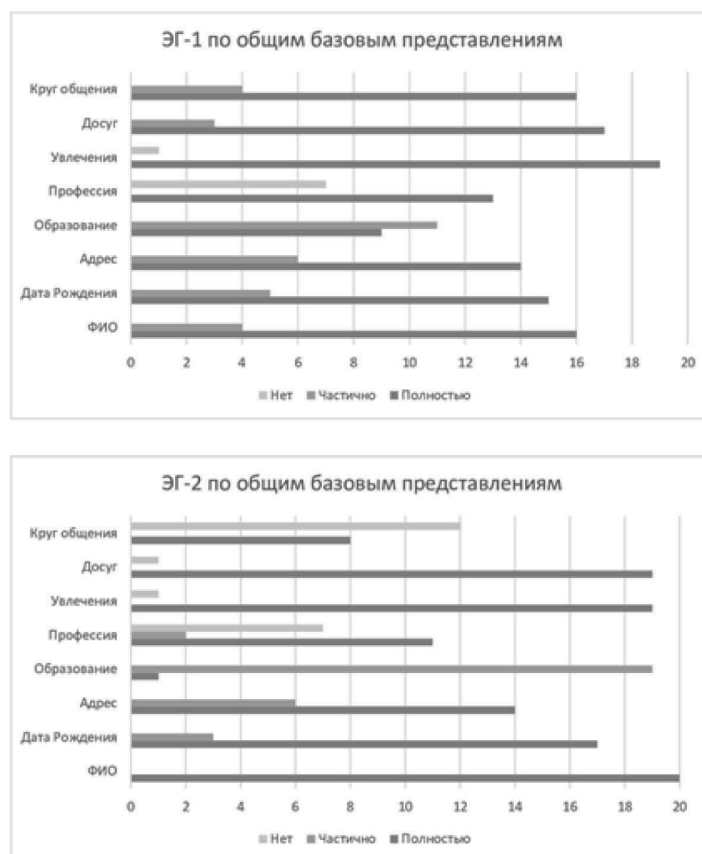 ЭГ-1 по общим базовым представлениям
Круг общения
Досуг
Увлечения
Профессия
Образование
Адрес
Дата Рождения
ФИО
0 2 4 6 8 10 12 14 16 18 20
Нет Частично Полностью
ЭГ-2 по общим базовым представлениям
Круг общения
Досуг
Увлечения
Профессия
Образование
Адрес
Дата Рождения
ФИО
0 2 4 6 8 10 12 14 16 18 20
Нет Частично Полностью